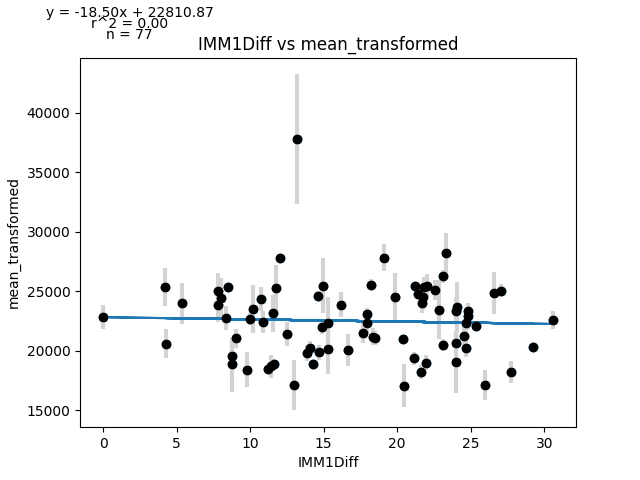 y = -18.50x + 22810.87
r^2 = 0.00
n = 77
IMM1Diff vs mean_transformed
mean_transformed
40000
35000
30000
25000
20000
15000
0 5 10 15 20 25 30
IMM1Diff